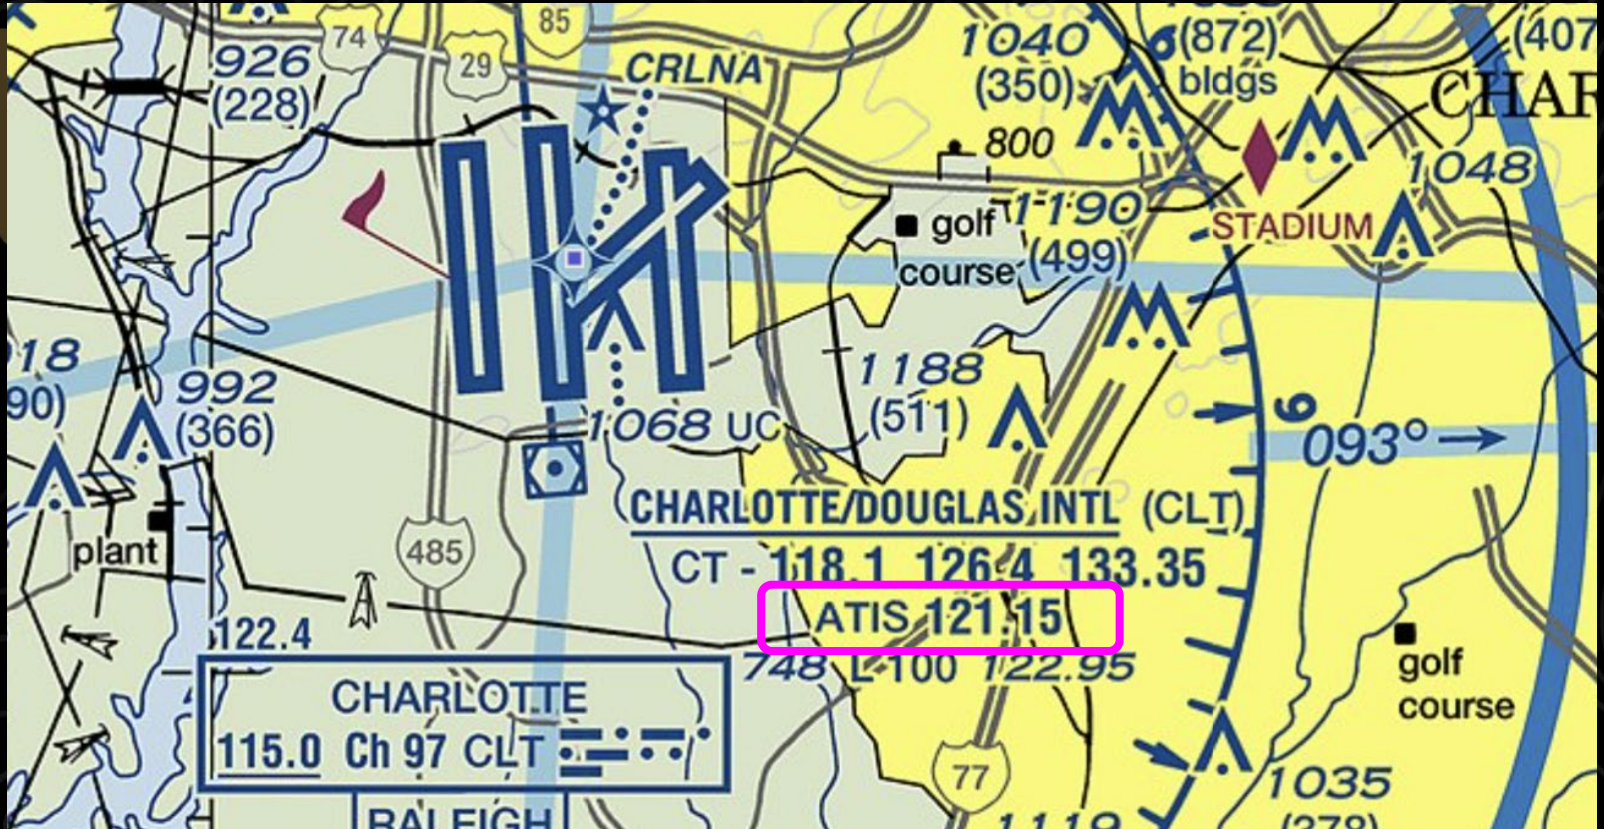 74
29
85
926
(228)
CRLNA
1040
(350)
(872)
bldgs
(407
CHAR
800
1048
golf
course
1190
(499)
STADIUM
18
90)
992
(366)
1188
(511)
1068 UC
6
093°
CHARLOTTE/DOUGLAS INTL (CLT)
CT - 118.1 126.4 133.35
ATIS 121.15
748 L 100 122.95
485
plant
122.4
CHARLOTTE
115.0 Ch 97 CLT
RALEIGH
golf
course
77
1035
(278)
1119